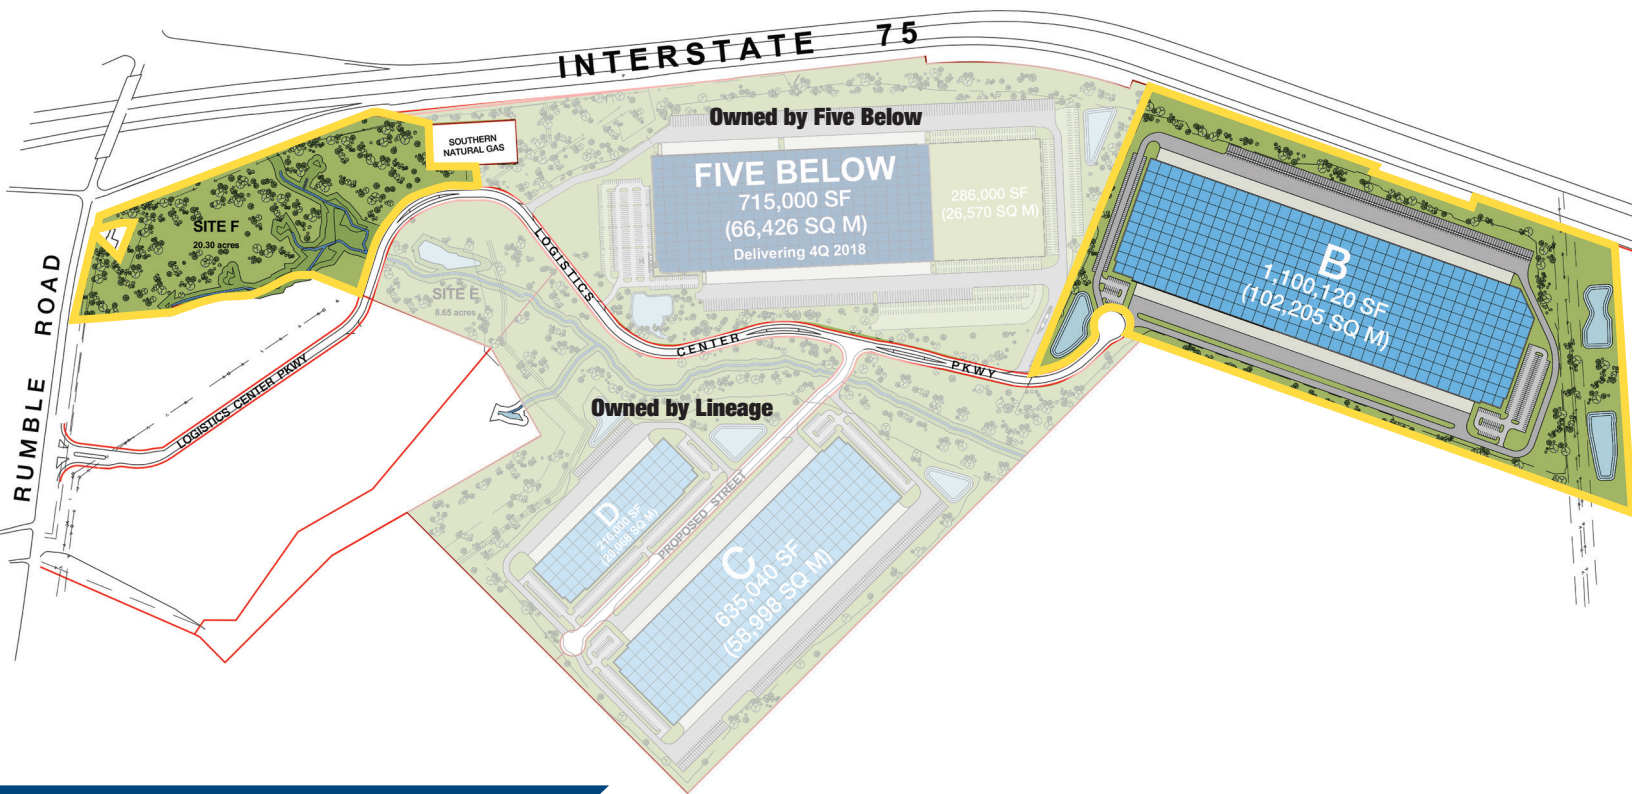 INTERSTATE 75
Owned by Five Below
SOUTHERN
NATURAL GAS
FIVE BELOW
715,000 SF
(66,426 SQ M)
Delivering 4Q 2018
286,000 SF
(26,570 SQ M)
SITE F
20.30 acres
B
1,100,120 SF
(102,205 SQ M)
SITE E
8.65 acres
LOGISTICS
CENTER
PKWY
RUMBLE ROAD
LOGISTICS CENTER PKWY
Owned by Lineage
D
216,000 SF
(20,068 SQ M)
PROPOSED STREET
C
635,040 SF
(58,998 SQ M)